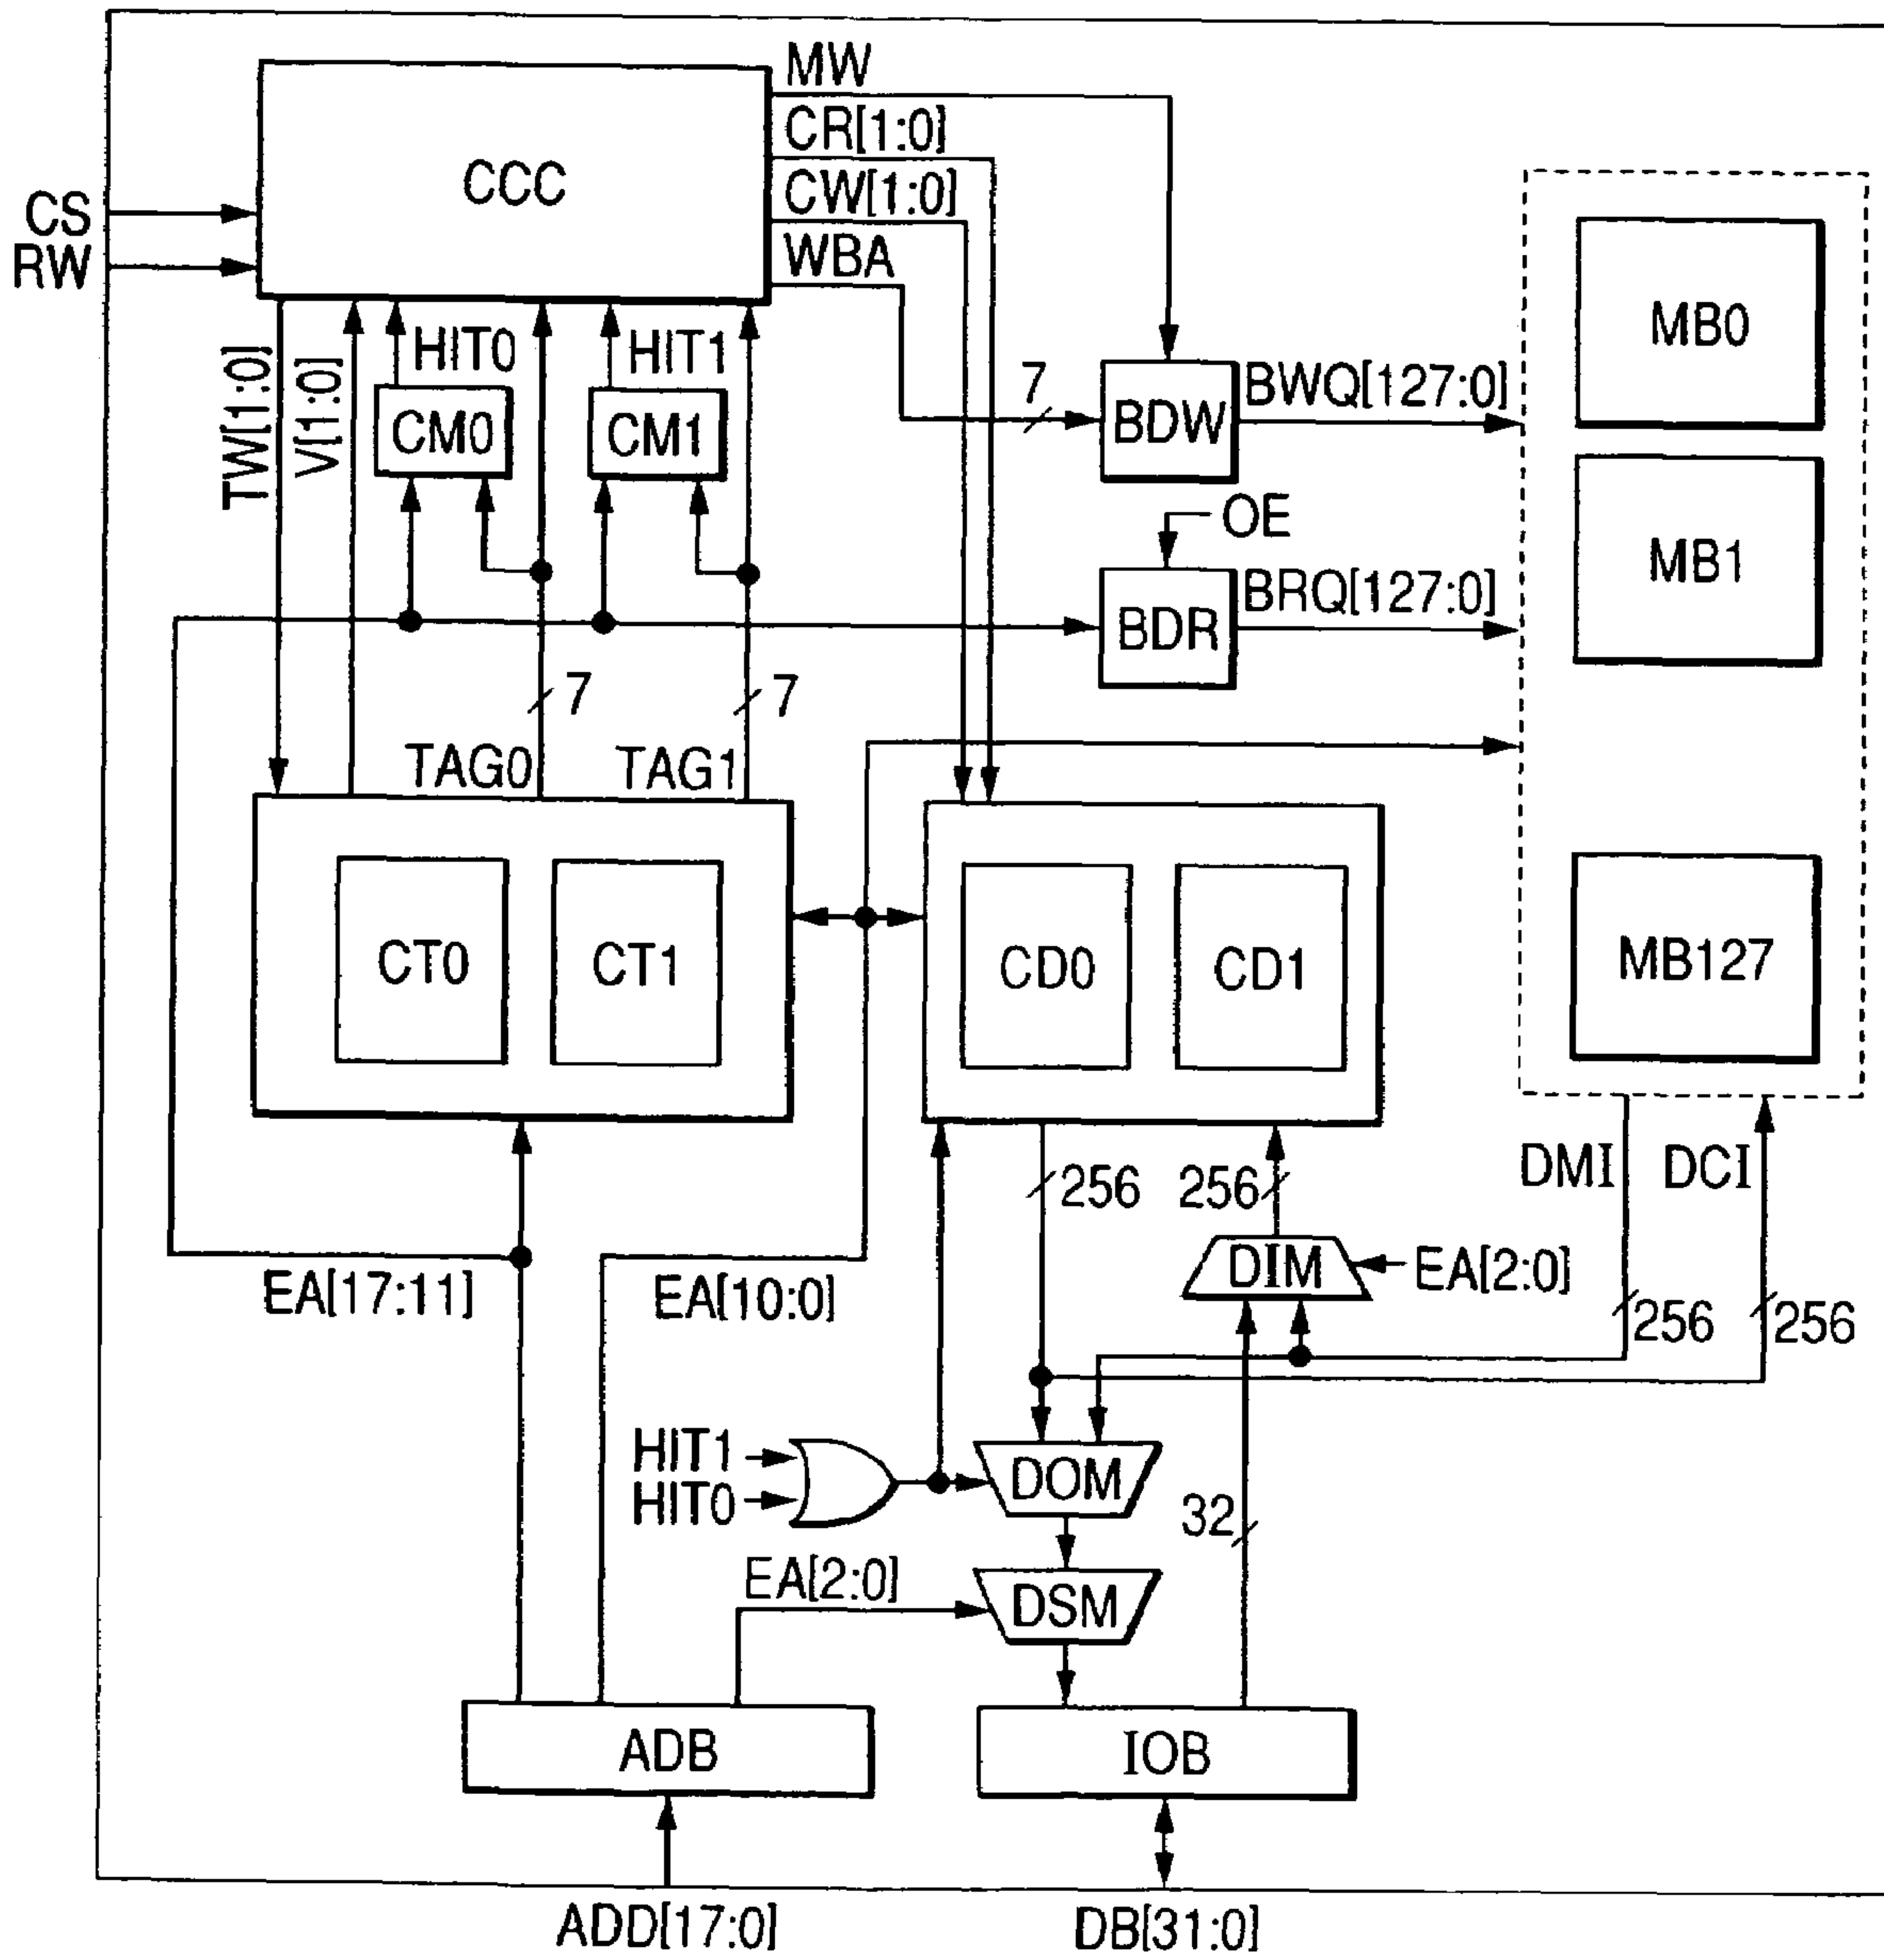 MW
CR[1:0]
CCC
CW[1:0]
CS
WBA
RW
MB0
HIT0
HIT1
TW[1:0]
V[1:0]
7
BWQ[127:0]
CM0
CM1
BDW
OE
MB1
BRQ[127:0]
BDR
7
7
TAG0
TAG1
CT0
CT1
CD0
CD1
MB127
256
256
DMI
DCI
EA[17:11]
EA[10:0]
DIM
EA[2:0]
256
256
HIT1
HIT0
DOM
32
EA[2:0]
DSM
ADB
IOB
ADD[17:0]
DB[31:0]